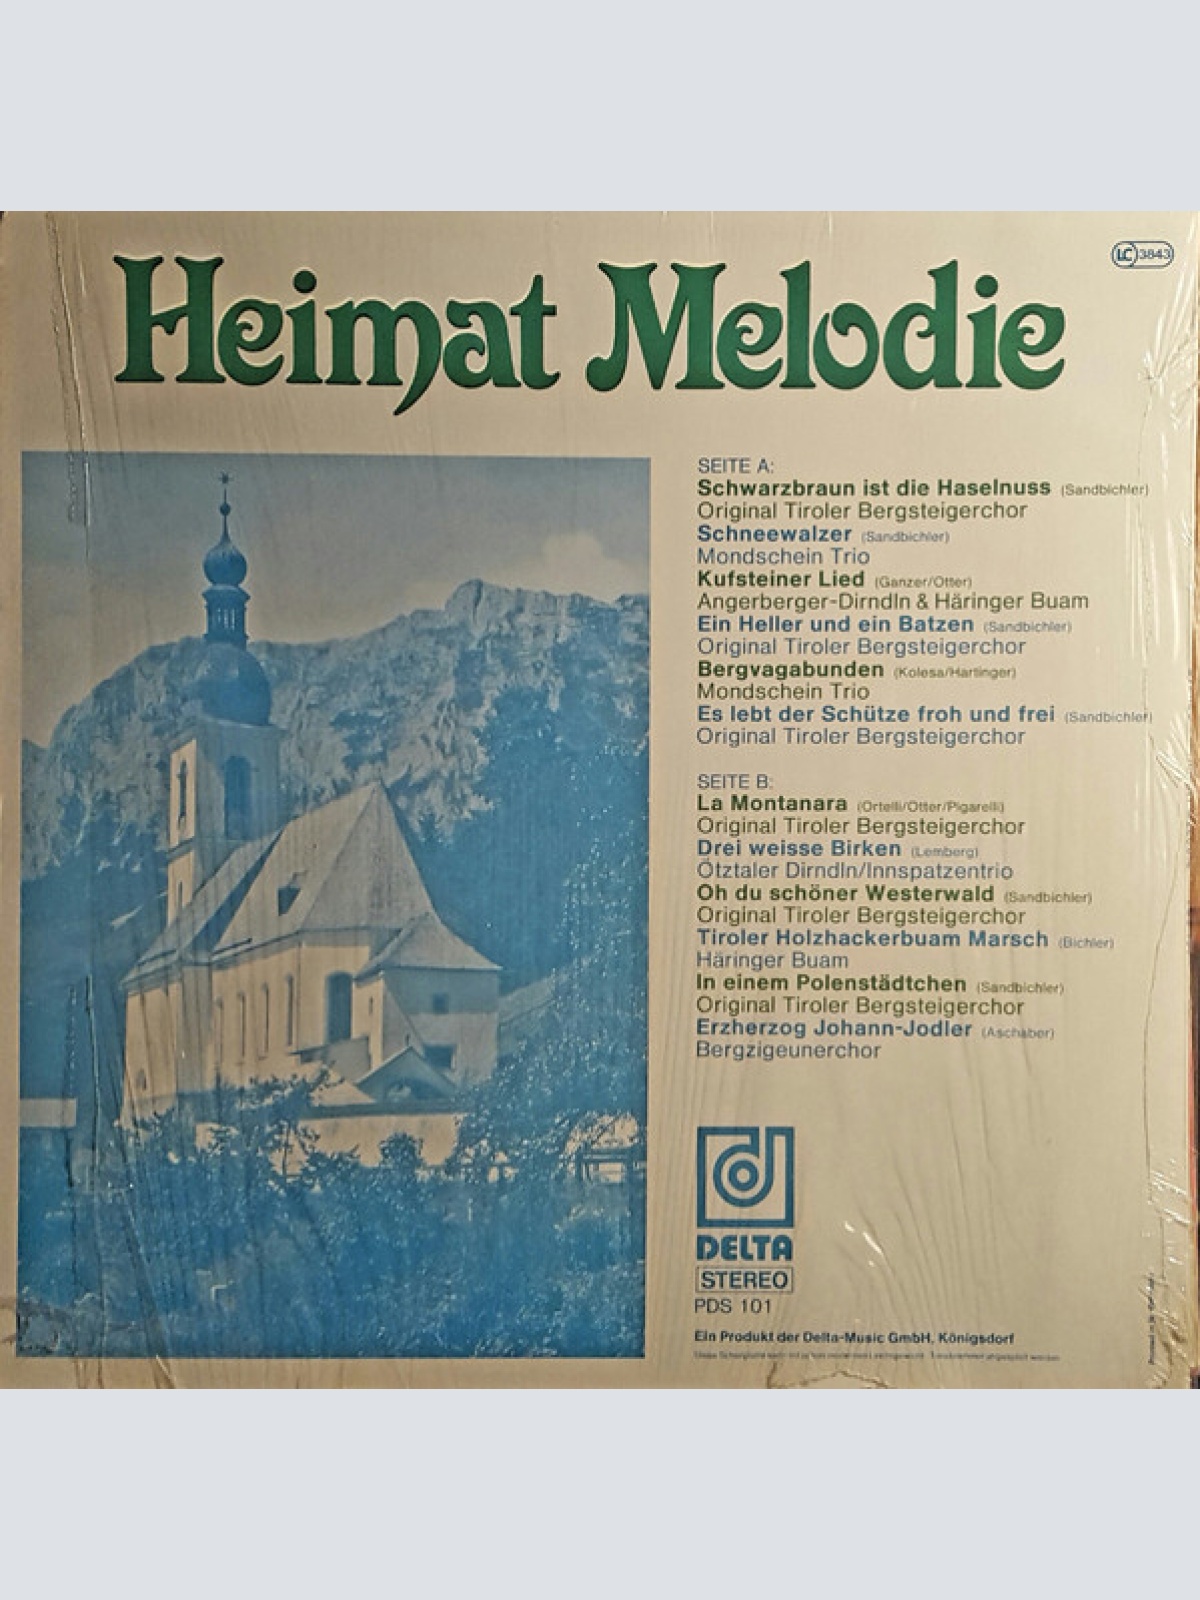 Heimat Melodie
LC 3843
SEITE A:
Schwarzbraun ist die Haselnuss (Sandbichler)
Original Tiroler Bergsteigerchor
Schneewalzer (Sandbichler)
Mondschein Trio
Kufsteiner Lied (Ganzer/Otter)
Angerberger-Dirndln & Häringer Buam
Ein Heller und ein Batzen (Sandbichler)
Original Tiroler Bergsteigerchor
Bergvagabunden (Kolesa/Hartinger)
Mondschein Trio
Es lebt der Schütze froh und frei (Sandbichler)
Original Tiroler Bergsteigerchor
SEITE B:
La Montanara (Ortelli/Otter/Pigarelli)
Original Tiroler Bergsteigerchor
Drei weisse Birken (Lemberg)
Ötztaler Dirndln/Innspatzentrio
Oh du schöner Westerwald (Sandbichler)
Original Tiroler Bergsteigerchor
Tiroler Holzhackerbuam Marsch (Bichler)
Häringer Buam
In einem Polenstädtchen (Sandbichler)
Original Tiroler Bergsteigerchor
Erzherzog Johann-Jodler (Aschaber)
Bergzigeunerchor
DELTA
STEREO
PDS 101
Ein Produkt der Delta-Music GmbH, Königsdorf